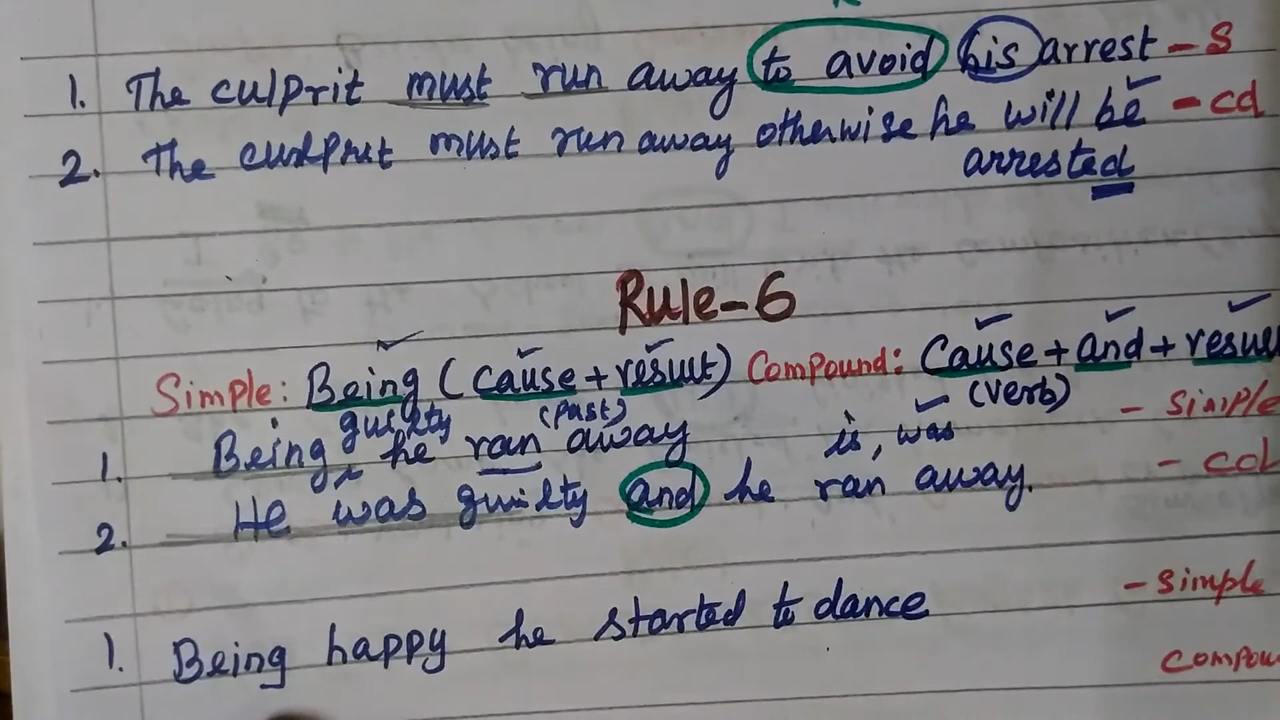 1. The culprit must run away to avoid his arrest - S
2. The culprit must run away otherwise he will be - cd
arrested
Rule-6
Simple: Being (cause + result) Compound: Cause + and + resul
(past) (verb)
guilty
1. Being he ran away is, was - simple
2. He was guilty and he ran away. - cd
1. Being happy he started to dance - simple
compou